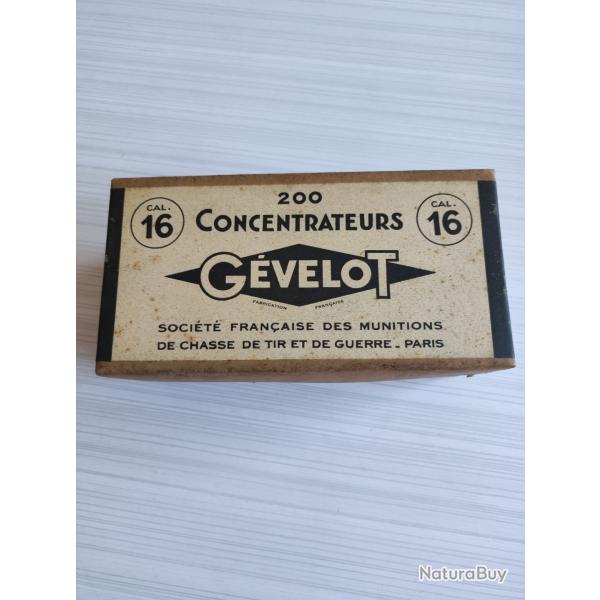 200
CAL. 16 CONCENTRATEURS CAL. 16
GÉVELOT
FABRICATION FRANÇAISE
SOCIÉTÉ FRANÇAISE DES MUNITIONS
DE CHASSE DE TIR ET DE GUERRE - PARIS
NaturaBuy